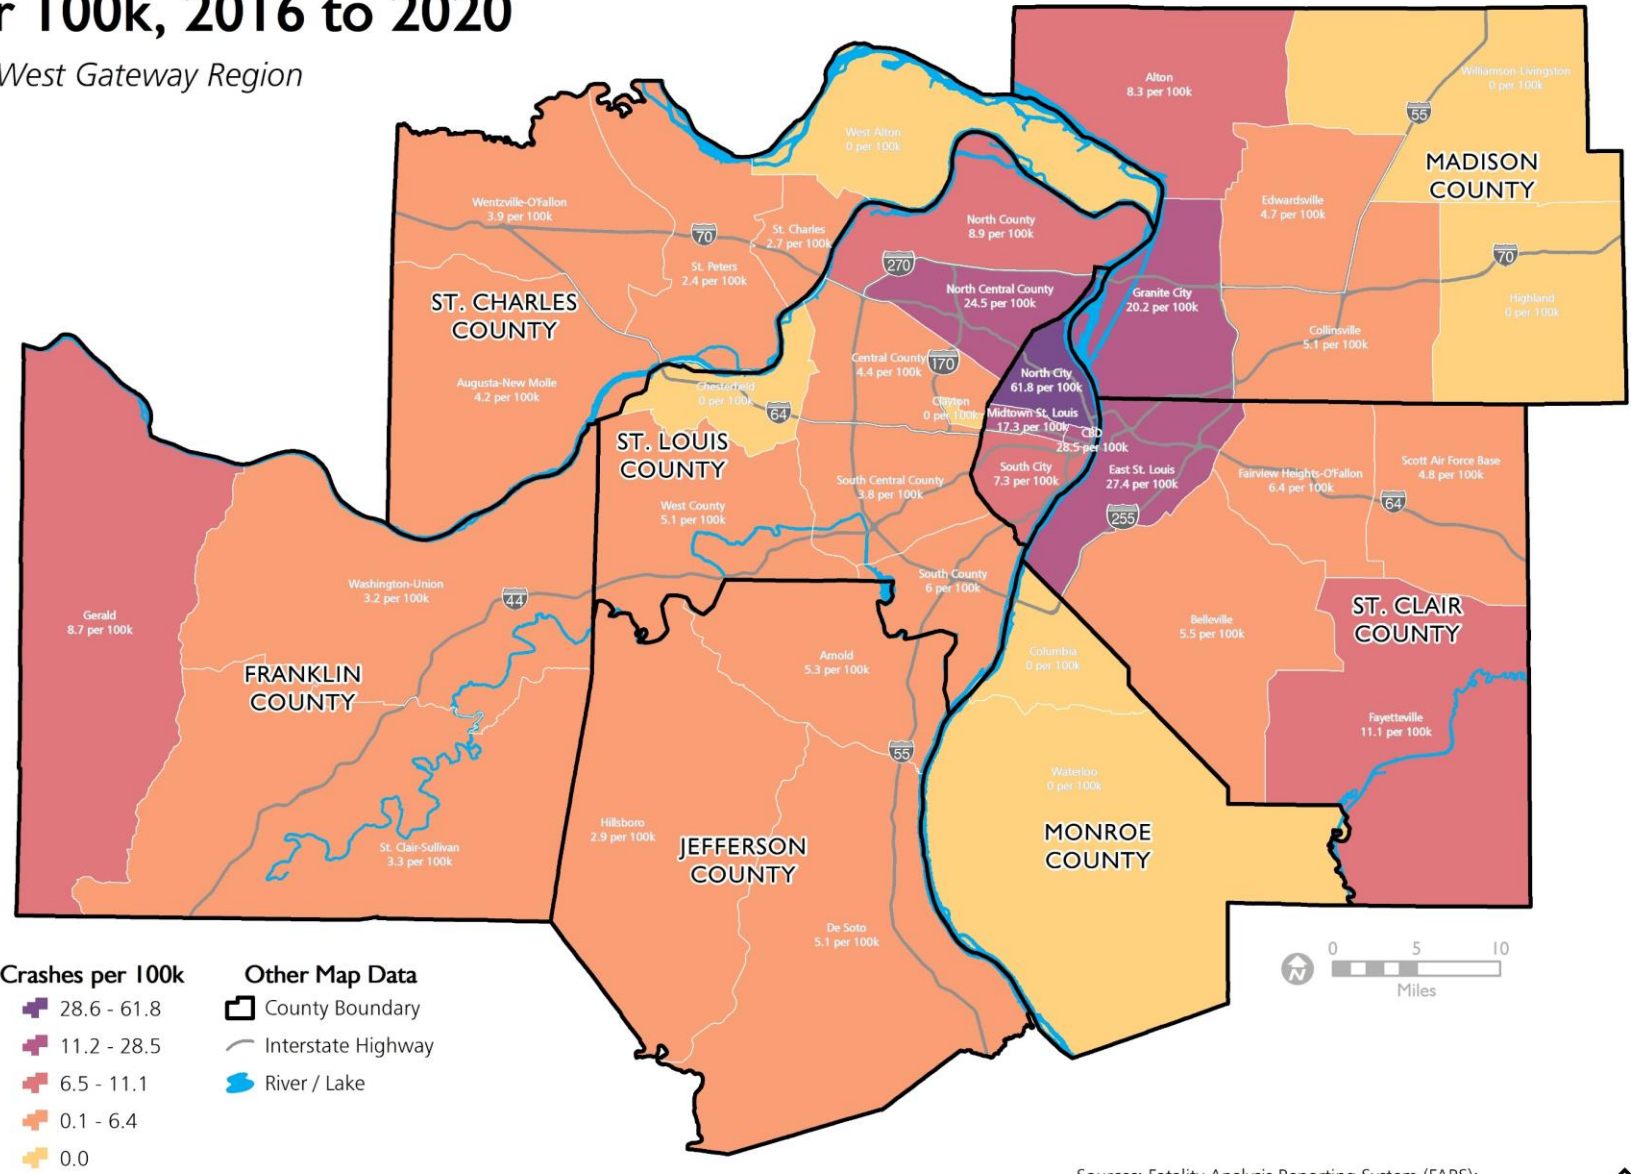 r 100k, 2016 to 2020
West Gateway Region
Alton
8.3 per 100k
Williamson-Livingston
0 per 100k
55
West Alton
0 per 100k
MADISON
COUNTY
Wentzville-O'Fallon
3.9 per 100k
70
St. Charles
2.7 per 100k
North County
8.9 per 100k
Edwardsville
4.7 per 100k
70
St. Peters
2.4 per 100k
270
ST. CHARLES
COUNTY
North Central County
24.5 per 100k
Granite City
20.2 per 100k
Highland
0 per 100k
Collinsville
5.1 per 100k
Central County
4.4 per 100k
170
Augusta-New Molle
4.2 per 100k
Chesterfield
0 per 100k
64
Clayton
0 per 100k
North City
61.8 per 100k
Midtown St. Louis
17.3 per 100k
CBD
28.5 per 100k
ST. LOUIS
COUNTY
South City
7.3 per 100k
East St. Louis
27.4 per 100k
Fairview Heights-O'Fallon
6.4 per 100k
Scott Air Force Base
4.8 per 100k
64
South Central County
3.8 per 100k
West County
5.1 per 100k
255
Gerald
8.7 per 100k
Washington-Union
3.2 per 100k
44
South County
6 per 100k
ST. CLAIR
COUNTY
Belleville
5.5 per 100k
FRANKLIN
COUNTY
Arnold
5.3 per 100k
Columbia
0 per 100k
Fayetteville
11.1 per 100k
55
Waterloo
0 per 100k
St. Clair-Sullivan
3.3 per 100k
Hillsboro
2.9 per 100k
JEFFERSON
COUNTY
MONROE
COUNTY
De Soto
5.1 per 100k
Crashes per 100k
28.6 - 61.8
11.2 - 28.5
6.5 - 11.1
0.1 - 6.4
0.0
Other Map Data
County Boundary
Interstate Highway
River / Lake
N
0 5 10
Miles
Sources: Fatality Analysis Reporting System (FARS);